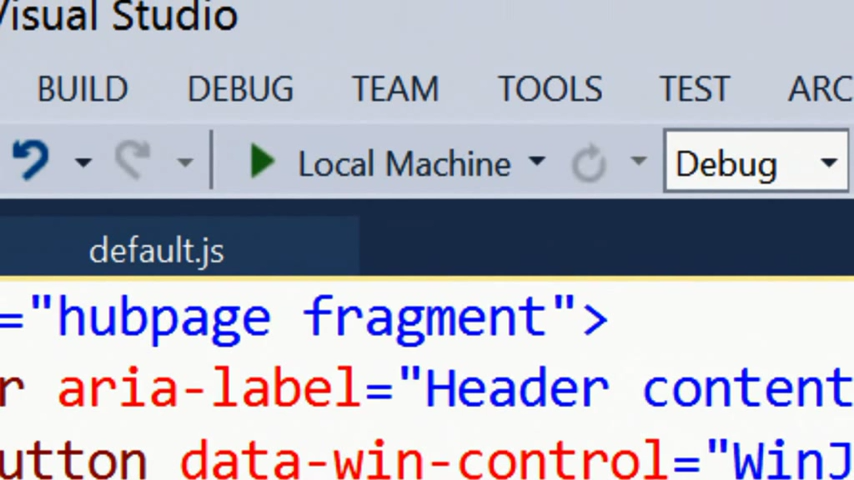 Visual Studio
BUILD DEBUG TEAM TOOLS TEST ARC
Local Machine Debug
default.js
="hubpage fragment">
r aria-label="Header content
utton data-win-control="WinJ